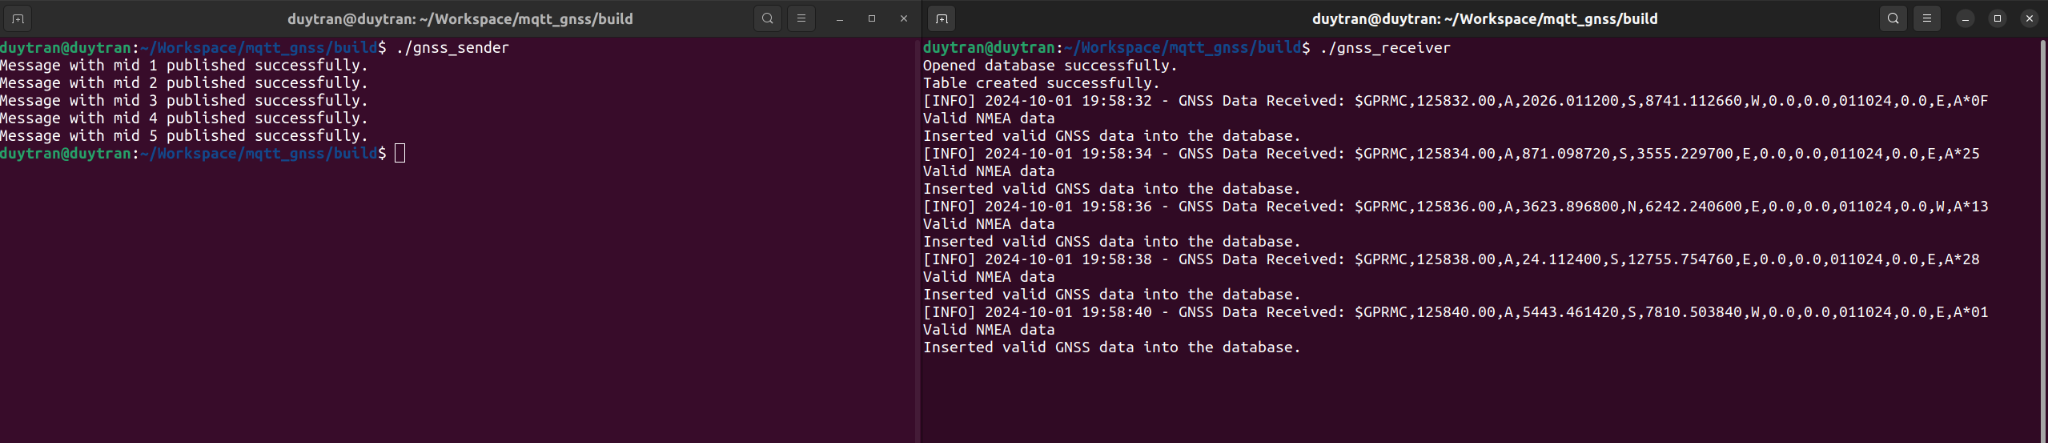 duytran@duytran: ~/Workspace/mqtt_gnss/build
duytran@duytran:~/Workspace/mqtt_gnss/build$ ./gnss_sender
Message with mid 1 published successfully.
Message with mid 2 published successfully.
Message with mid 3 published successfully.
Message with mid 4 published successfully.
Message with mid 5 published successfully.
duytran@duytran:~/Workspace/mqtt_gnss/build$
duytran@duytran: ~/Workspace/mqtt_gnss/build
duytran@duytran:~/Workspace/mqtt_gnss/build$ ./gnss_receiver
Opened database successfully.
Table created successfully.
[INFO] 2024-10-01 19:58:32 - GNSS Data Received: $GPRMC,125832.00,A,2026.011200,S,8741.112660,W,0.0,0.0,011024,0.0,E,A*0F
Valid NMEA data
Inserted valid GNSS data into the database.
[INFO] 2024-10-01 19:58:34 - GNSS Data Received: $GPRMC,125834.00,A,871.098720,S,3555.229700,E,0.0,0.0,011024,0.0,E,A*25
Valid NMEA data
Inserted valid GNSS data into the database.
[INFO] 2024-10-01 19:58:36 - GNSS Data Received: $GPRMC,125836.00,A,3623.896800,N,6242.240600,E,0.0,0.0,011024,0.0,W,A*13
Valid NMEA data
Inserted valid GNSS data into the database.
[INFO] 2024-10-01 19:58:38 - GNSS Data Received: $GPRMC,125838.00,A,24.112400,S,12755.754760,E,0.0,0.0,011024,0.0,E,A*28
Valid NMEA data
Inserted valid GNSS data into the database.
[INFO] 2024-10-01 19:58:40 - GNSS Data Received: $GPRMC,125840.00,A,5443.461420,S,7810.503840,W,0.0,0.0,011024,0.0,E,A*01
Valid NMEA data
Inserted valid GNSS data into the database.